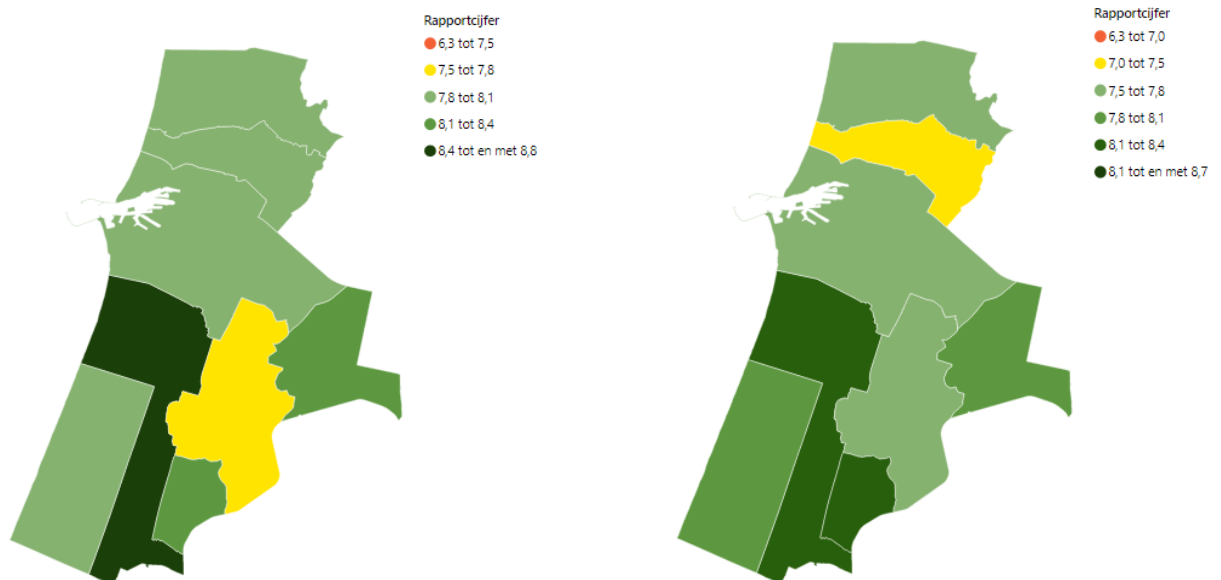 Rapportcijfer
6,3 tot 7,5
7,5 tot 7,8
7,8 tot 8,1
8,1 tot 8,4
8,4 tot en met 8,8
Rapportcijfer
6,3 tot 7,0
7,0 tot 7,5
7,5 tot 7,8
7,8 tot 8,1
8,1 tot 8,4
8,1 tot en met 8,7